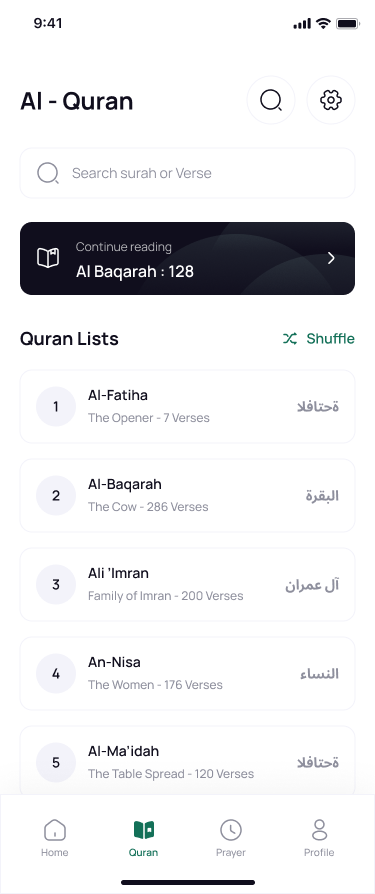 9:41
Al - Quran
Search surah or Verse
Continue reading
Al Baqarah : 128
Quran Lists
Shuffle
1
Al-Fatiha
The Opener - 7 Verses
ةحتافلا
2
Al-Baqarah
The Cow - 286 Verses
البقرة
3
Ali 'Imran
Family of Imran - 200 Verses
آل عمران
4
An-Nisa
The Women - 176 Verses
النساء
5
Al-Ma'idah
The Table Spread - 120 Verses
ةحتافلا
Home
Quran
Prayer
Profile